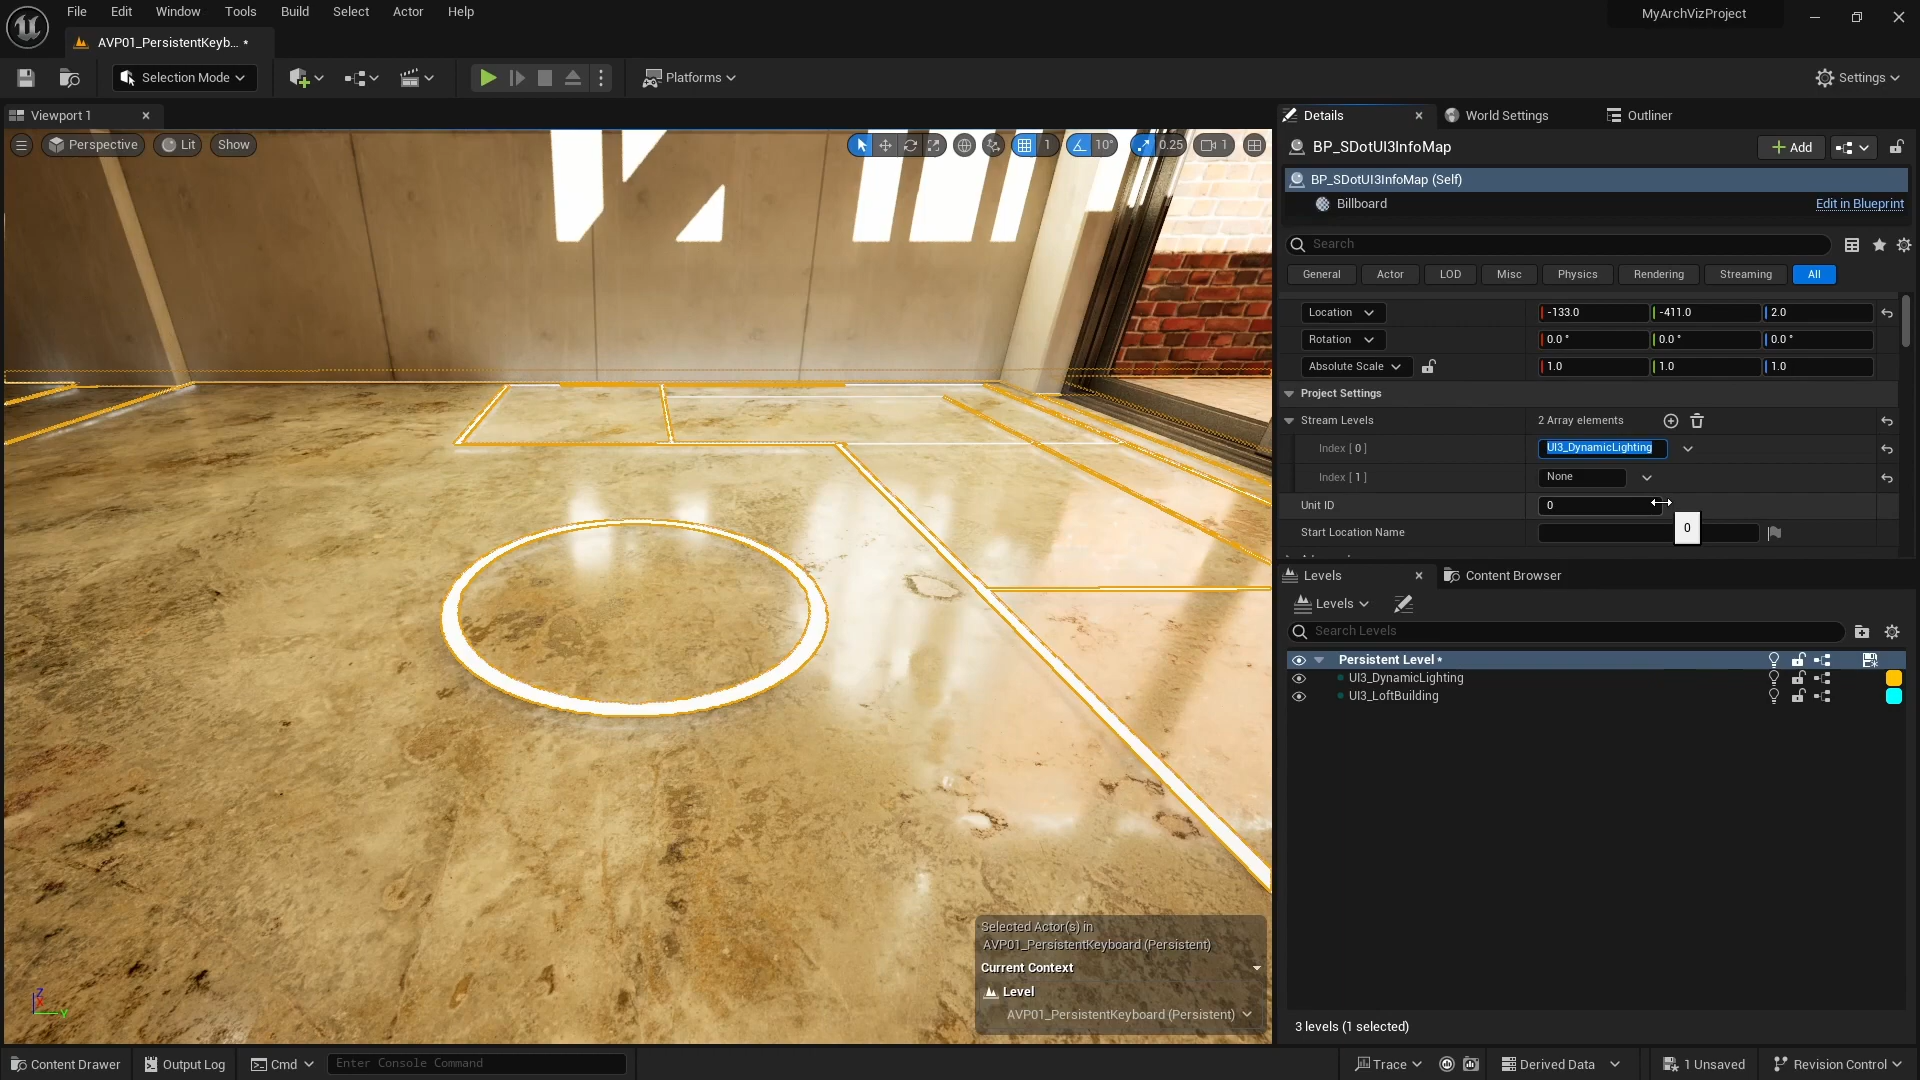 File Edit Window Tools Build Select Actor Help
MyArchVizProject
AVP01_PersistentKeyb... •
Selection Mode
Platforms
Settings
Viewport 1
Perspective Lit Show
1 10° 0.25 1
Details World Settings Outliner
BP_SDotUI3InfoMap
Add
BP_SDotUI3InfoMap (Self)
Billboard
Edit in Blueprint
Search
General Actor LOD Misc Physics Rendering Streaming All
Location -133.0 -411.0 2.0
Rotation 0.0 ° 0.0 ° 0.0 °
Absolute Scale 1.0 1.0 1.0
Project Settings
Stream Levels 2 Array elements
Index [ 0 ] UI3_DynamicLighting
Index [ 1 ] None
Unit ID 0
0
Start Location Name
Levels Content Browser
Levels
Search Levels
Persistent Level •
UI3_DynamicLighting
UI3_LoftBuilding
3 levels (1 selected)
Selected Actor(s) in
AVP01_PersistentKeyboard (Persistent)
Current Context
Level
AVP01_PersistentKeyboard (Persistent)
Z
X
Y
Content Drawer Output Log Cmd Enter Console Command
Trace Derived Data 1 Unsaved Revision Control